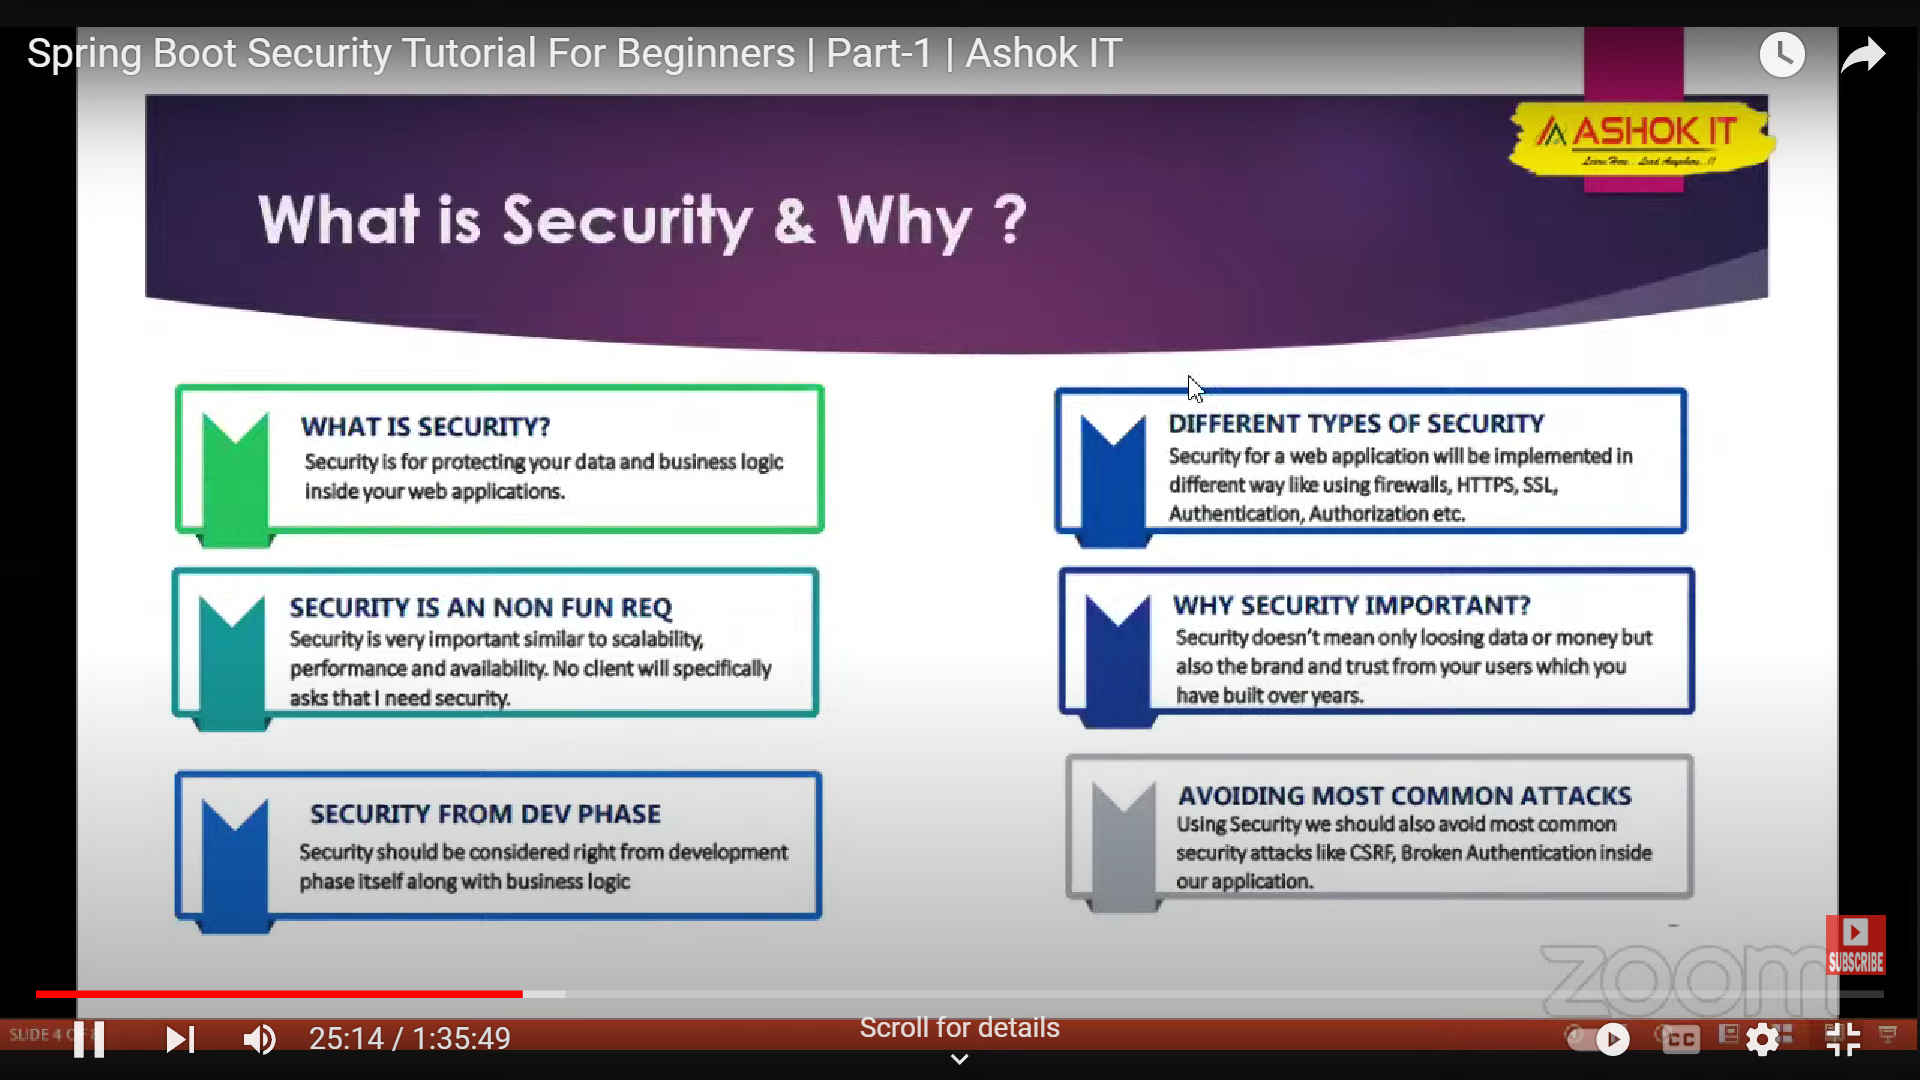 Spring Boot Security Tutorial For Beginners | Part-1 | Ashok IT
ASHOK IT
Learn Here.. Lead Anywhere..!!
What is Security & Why ?
WHAT IS SECURITY?
Security is for protecting your data and business logic
inside your web applications.
SECURITY IS AN NON FUN REQ
Security is very important similar to scalability,
performance and availability. No client will specifically
asks that I need security.
SECURITY FROM DEV PHASE
Security should be considered right from development
phase itself along with business logic
DIFFERENT TYPES OF SECURITY
Security for a web application will be implemented in
different way like using firewalls, HTTPS, SSL,
Authentication, Authorization etc.
WHY SECURITY IMPORTANT?
Security doesn't mean only loosing data or money but
also the brand and trust from your users which you
have built over years.
AVOIDING MOST COMMON ATTACKS
Using Security we should also avoid most common
security attacks like CSRF, Broken Authentication inside
our application.
zoom
SUBSCRIBE
SLIDE 4 OF
25:14 / 1:35:49
Scroll for details
CC